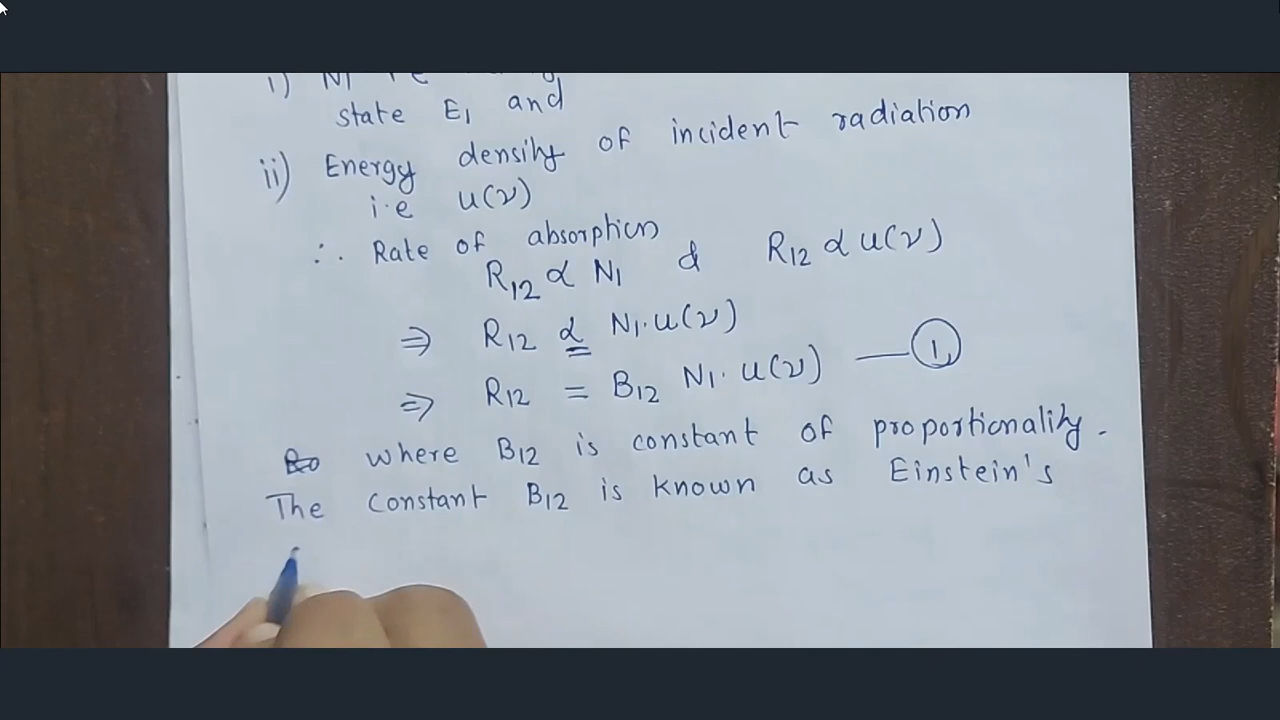 i) N1 i.e
state E1 and
ii) Energy density of incident radiation
i.e u(ν)
∴ Rate of absorption
R12 α N1 & R12 α u(ν)
⇒ R12 α N1. u(ν)
⇒ R12 = B12 N1. u(ν) — 1
where B12 is constant of proportionality.
The constant B12 is known as Einstein's